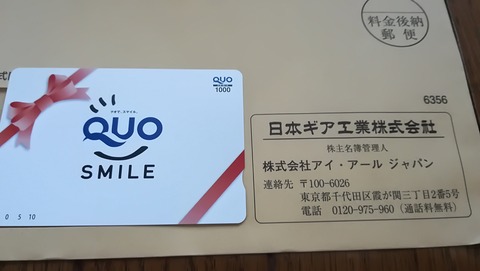 料金後納
郵便
6356
QUO
1000
QUO
SMILE
0 5 10
日本ギア工業株式会社
株主名簿管理人
株式会社アイ・アール ジャパン
連絡先 〒100-6026
東京都千代田区霞が関三丁目2番5号
電話 0120-975-960（通話料無料）